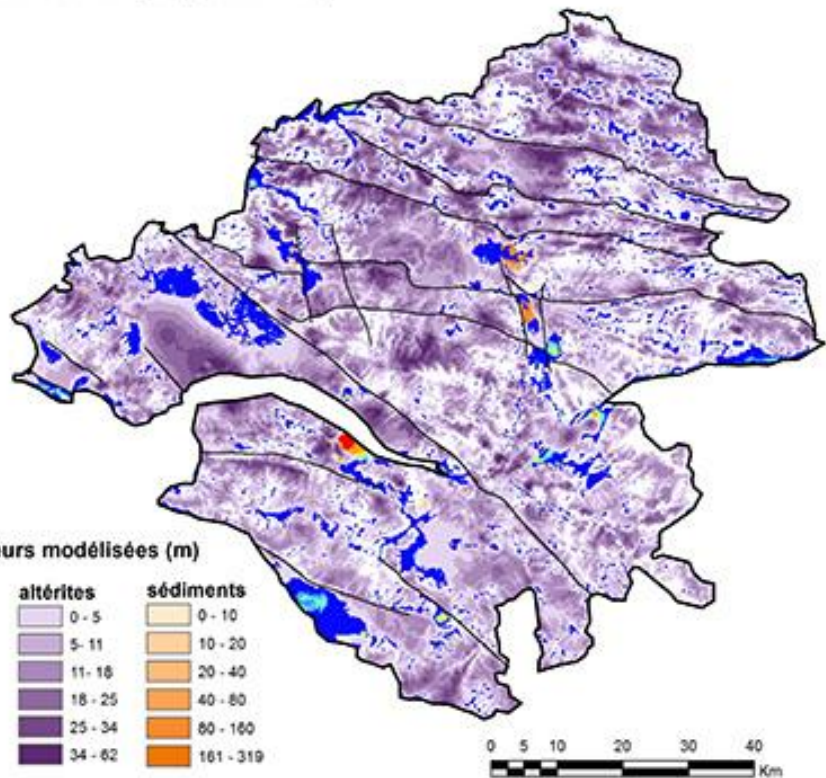 eurs modélisées (m)
altérites sédiments
0 - 5 0 - 10
5- 11 10 - 20
11- 18 20 - 40
18 - 25 40 - 80
25 - 34 80 - 160
34 - 62 161 - 319
0 5 10 20 30 40
Km